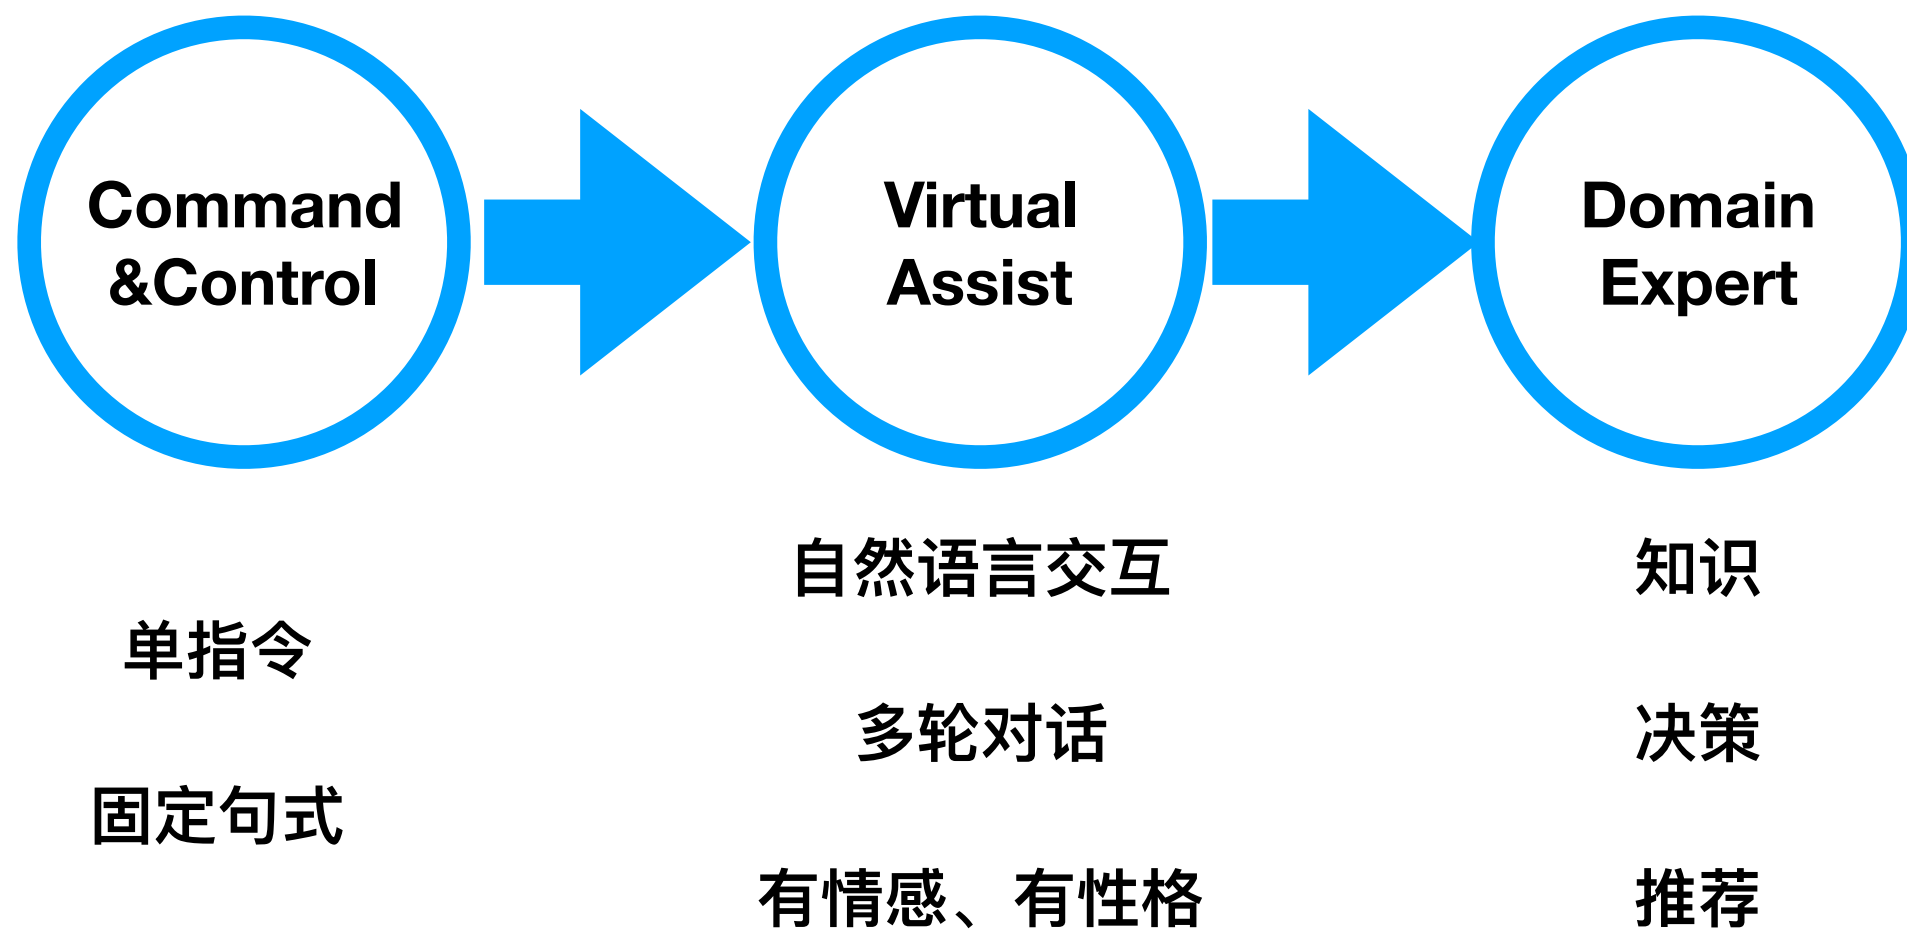 Command
&Control
Virtual
Assist
Domain
Expert
单指令
固定句式
自然语言交互
多轮对话
有情感、有性格
知识
决策
推荐